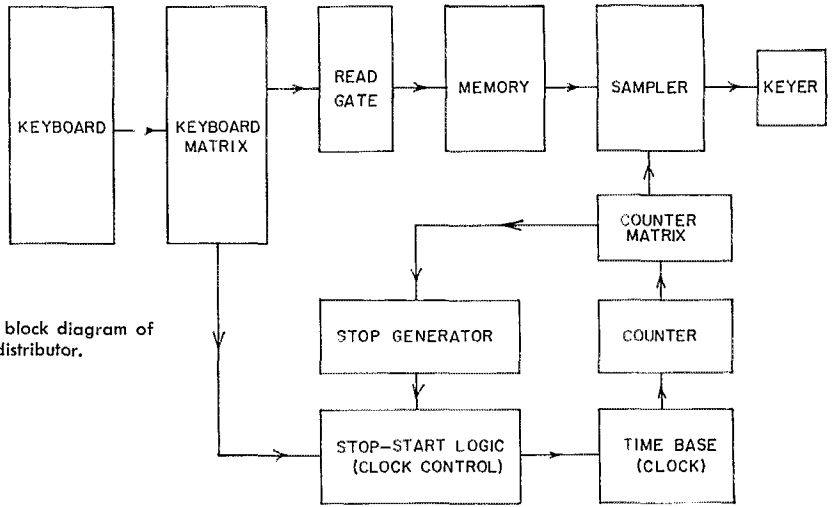 KEYBOARD
KEYBOARD
MATRIX
READ
GATE
MEMORY
SAMPLER
KEYER
COUNTER
MATRIX
block diagram of
distributor.
STOP GENERATOR
COUNTER
STOP-START LOGIC
(CLOCK CONTROL)
TIME BASE
(CLOCK)